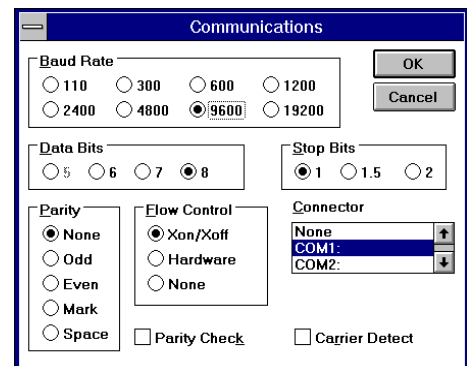 Communications
Baud Rate
110 300 600 1200
2400 4800 9600 19200
OK
Cancel
Data Bits
5 6 7 8
Stop Bits
1 1.5 2
Parity
None
Odd
Even
Mark
Space
Flow Control
Xon/Xoff
Hardware
None
Connector
None
COM1:
COM2:
Parity Check
Carrier Detect